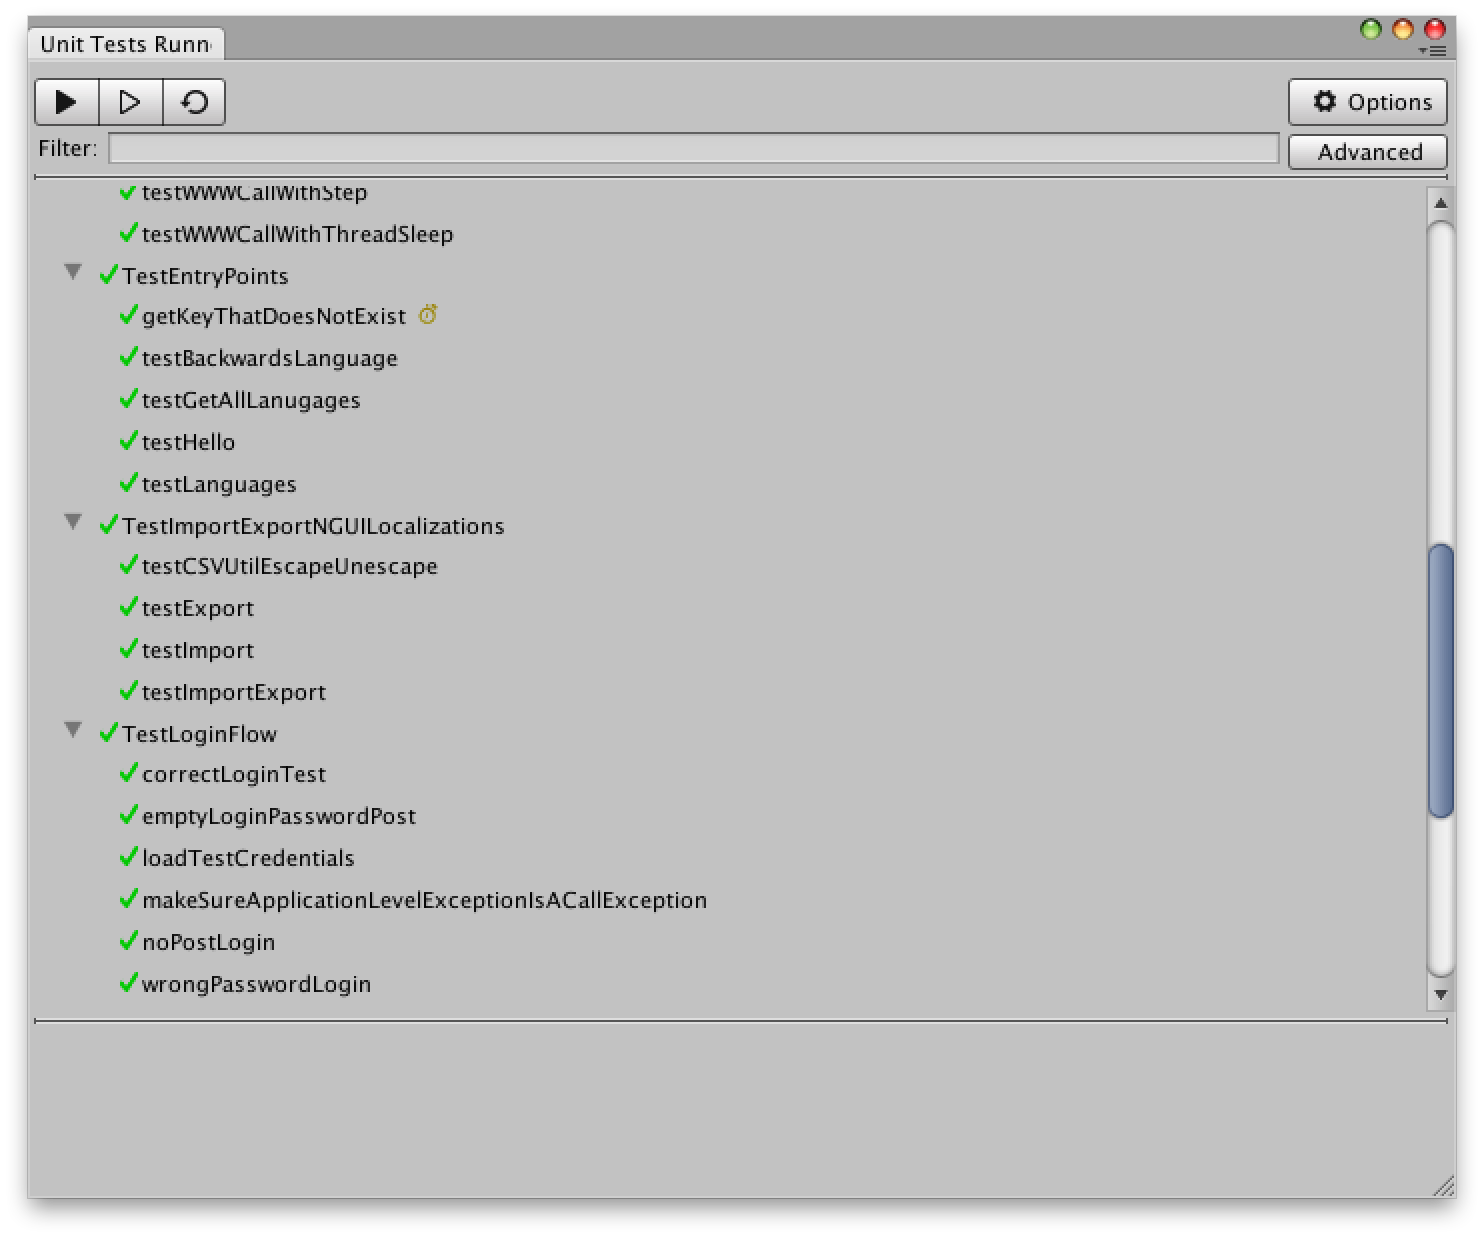 Unit Tests Runn
Options
Filter:
Advanced
testWWWCallWithStep
testWWWCallWithThreadSleep
TestEntryPoints
getKeyThatDoesNotExist
testBackwardsLanguage
testGetAllLanugages
testHello
testLanguages
TestImportExportNGUILocalizations
testCSVUtilEscapeUnescape
testExport
testImport
testImportExport
TestLoginFlow
correctLoginTest
emptyLoginPasswordPost
loadTestCredentials
makeSureApplicationLevelExceptionIsACallException
noPostLogin
wrongPasswordLogin